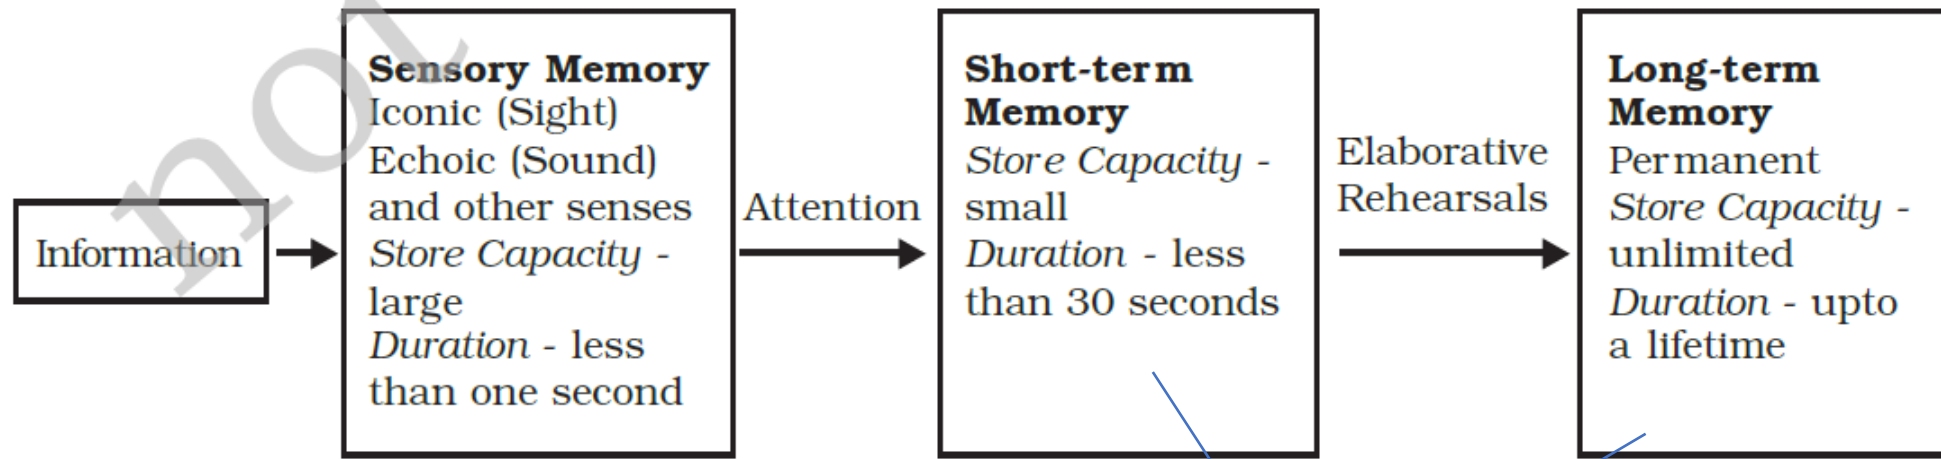 Information
Sensory Memory
Iconic (Sight)
Echoic (Sound)
and other senses
Store Capacity -
large
Duration - less
than one second
Attention
Short-term
Memory
Store Capacity -
small
Duration - less
than 30 seconds
Elaborative
Rehearsals
Long-term
Memory
Permanent
Store Capacity -
unlimited
Duration - upto
a lifetime
not